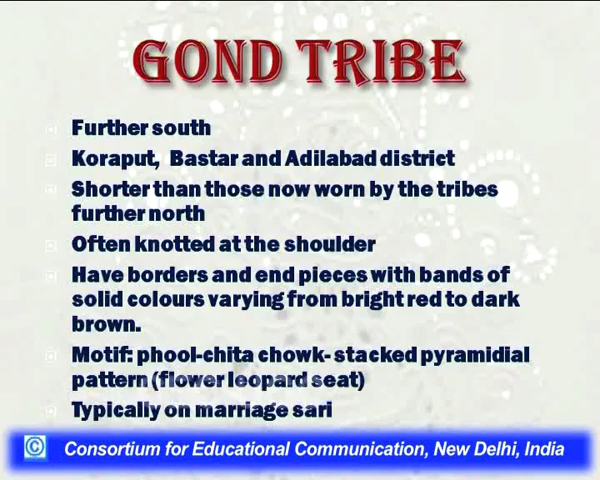 GOND TRIBE
Further south
Koraput, Bastar and Adilabad district
Shorter than those now worn by the tribes
further north
Often knotted at the shoulder
Have borders and end pieces with bands of
solid colours varying from bright red to dark
brown.
Motif: phool-chita chowk- stacked pyramidial
pattern (flower leopard seat)
Typically on marriage sari
© Consortium for Educational Communication, New Delhi, India